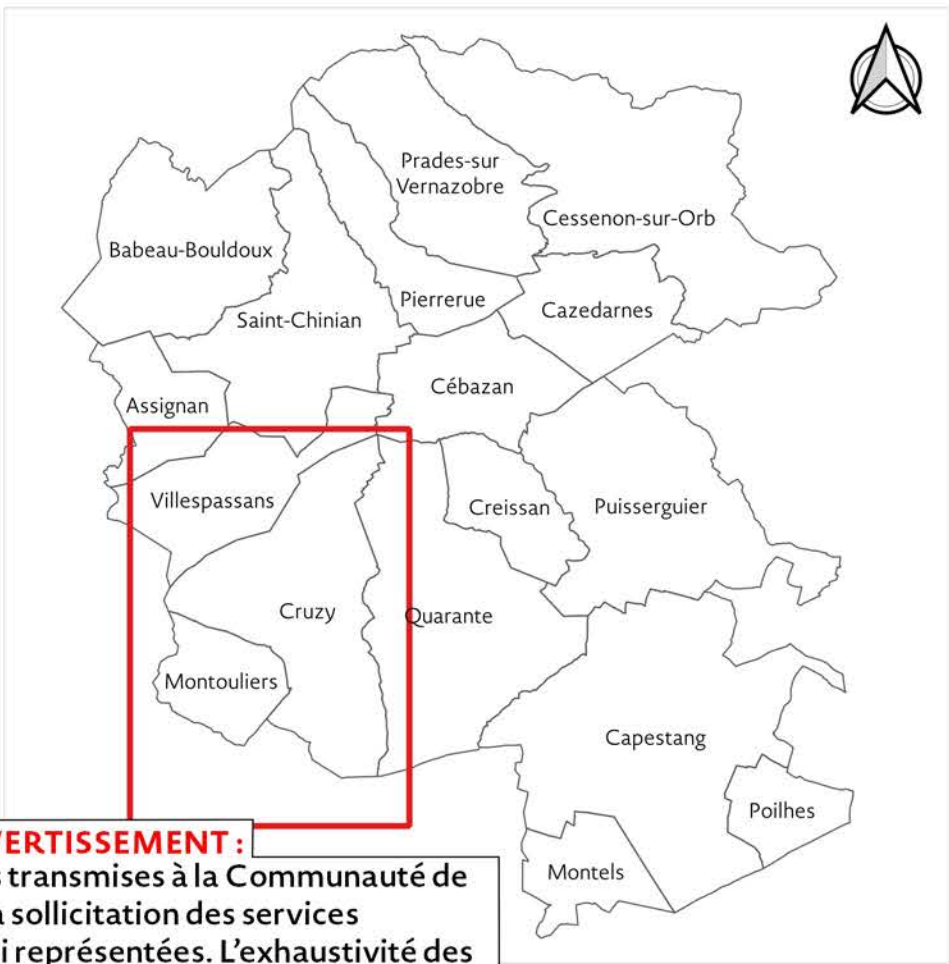 Prades-sur
Vernazobre
Cessenon-sur-Orb
Babeau-Bouldoux
Pierrerue
Cazedarnes
Saint-Chinian
Cébazan
Assignan
Villespassans
Creissan
Puisserguier
Cruzy
Quarante
Montouliers
Capestang
Poilhes
Montels
VERTISSEMENT :
s transmises à la Communauté de
a sollicitation des services
i représentées. L'exhaustivité des